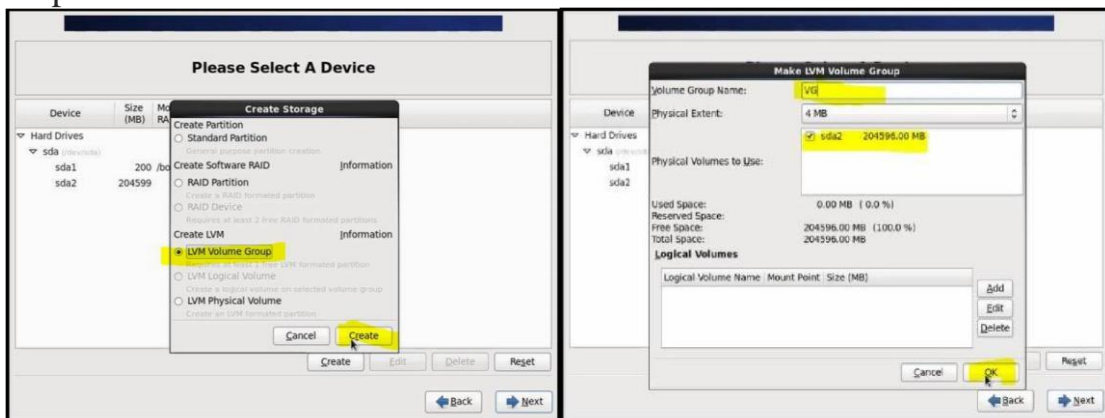 Please Select A Device
Device
Size (MB)
Hard Drives
sda
sda1 200
sda2 204599
Create Storage
Create Partition
Standard Partition
General purpose partition creation
Create Software RAID Information
RAID Partition
Create a RAID formated partition
RAID Device
Requires at least 2 free RAID formated partitions
Create LVM Information
LVM Volume Group
Requires at least 1 free LVM formated partition
LVM Logical Volume
Create a logical volume on selected volume group
LVM Physical Volume
Create an LVM formated partition
Cancel Create
Create Edit Delete Reset
Back Next
Make LVM Volume Group
Volume Group Name: VG
Physical Extent: 4 MB
Device
Hard Drives
sda
sda1
sda2
Physical Volumes to Use:
sda2 204596.00 MB
Used Space: 0.00 MB ( 0.0 %)
Reserved Space:
Free Space: 204596.00 MB (100.0 %)
Total Space: 204596.00 MB
Logical Volumes
Logical Volume Name Mount Point Size (MB)
Add
Edit
Delete
Cancel OK
Reset
Back Next